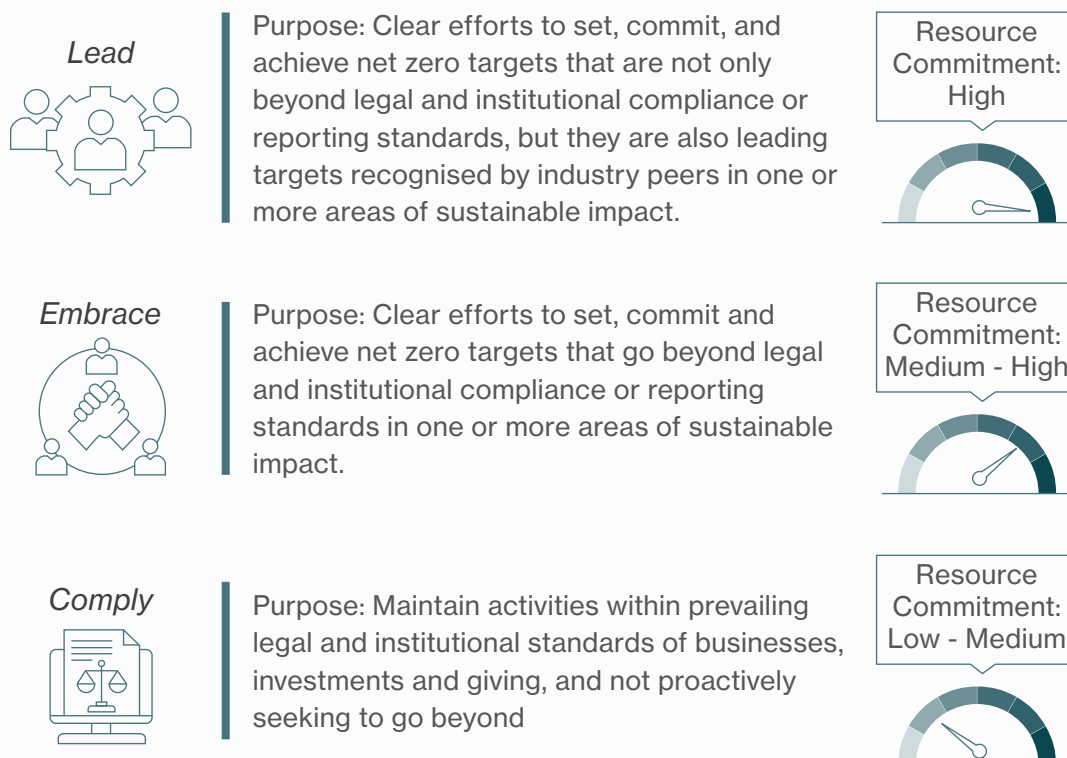 Lead
Purpose: Clear efforts to set, commit, and
achieve net zero targets that are not only
beyond legal and institutional compliance or
reporting standards, but they are also leading
targets recognised by industry peers in one or
more areas of sustainable impact.
Resource
Commitment:
High
Embrace
Purpose: Clear efforts to set, commit and
achieve net zero targets that go beyond legal
and institutional compliance or reporting
standards in one or more areas of sustainable
impact.
Resource
Commitment:
Medium - High
Comply
Purpose: Maintain activities within prevailing
legal and institutional standards of businesses,
investments and giving, and not proactively
seeking to go beyond
Resource
Commitment:
Low - Medium